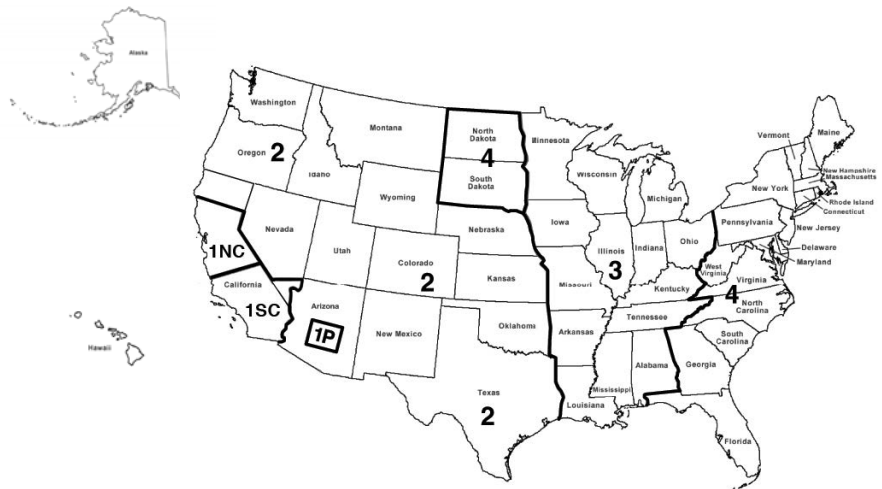 Alaska
Washington
Montana
North
Dakota
Minnesota
Vermont
Maine
Oregon
2
Idaho
4
South
Dakota
Wisconsin
Michigan
New York
New Hampshire
Massachusetts
Rhode Island
Connecticut
Wyoming
Iowa
Pennsylvania
New Jersey
Nevada
Nebraska
Illinois
Indiana
Ohio
Delaware
Maryland
1NC
Utah
Colorado
2
3
West
Virginia
Virginia
4
California
Kansas
Missouri
Kentucky
1SC
Arizona
North
Carolina
1P
New Mexico
Oklahoma
Arkansas
Tennessee
South
Carolina
Hawaii
Texas
2
Mississippi
Alabama
Georgia
Louisiana
Florida